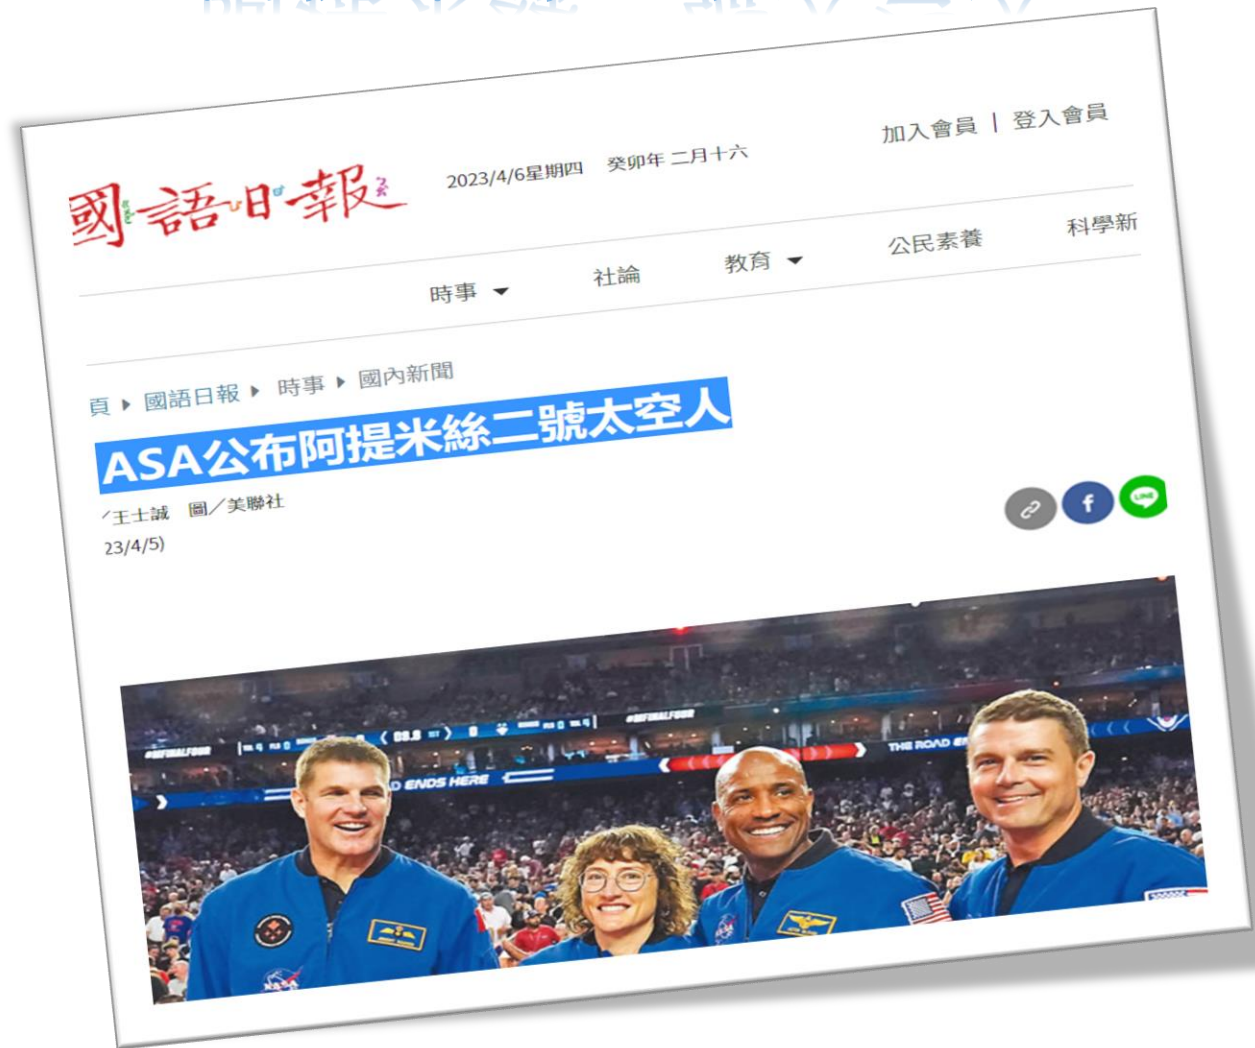 國語日報
2023/4/6星期四 癸卯年 二月十六
加入會員 | 登入會員
時事 社論 教育 公民素養 科學新
頁 國語日報 時事 國內新聞
ASA公布阿提米絲二號太空人
王士誠 圖／美聯社
23/4/5)
f LINE
THE ROAD
D ENDS HERE
NASA